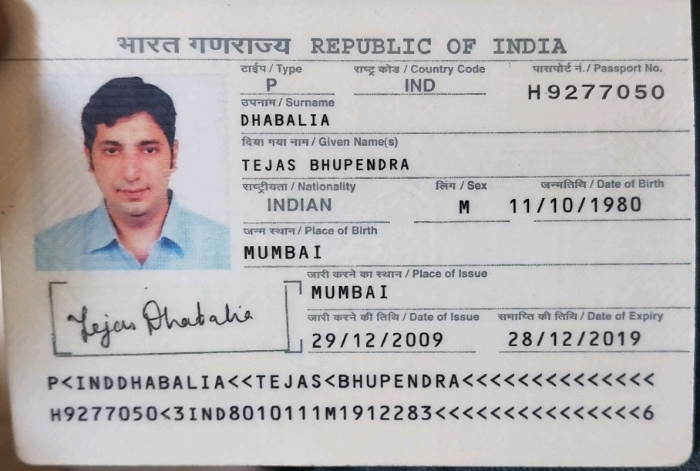 भारत गणराज्य REPUBLIC OF INDIA
टाईप / Type राष्ट्र कोड / Country Code पासपोर्ट नं. / Passport No.
P IND H9277050
उपनाम / Surname
DHABALIA
दिया गया नाम / Given Name(s)
TEJAS BHUPENDRA
राष्ट्रीयता / Nationality लिंग / Sex जन्मतिथि / Date of Birth
INDIAN M 11/10/1980
जन्म स्थान / Place of Birth
MUMBAI
जारी करने का स्थान / Place of Issue
MUMBAI
Tejas Dhabalia
जारी करने की तिथि / Date of Issue समाप्ति की तिथि / Date of Expiry
29/12/2009 28/12/2019
P<INDDHABALIA<<TEJAS<BHUPENDRA<<<<<<<<<<<<<<
H9277050<3IND8010111M1912283<<<<<<<<<<<<<<<6